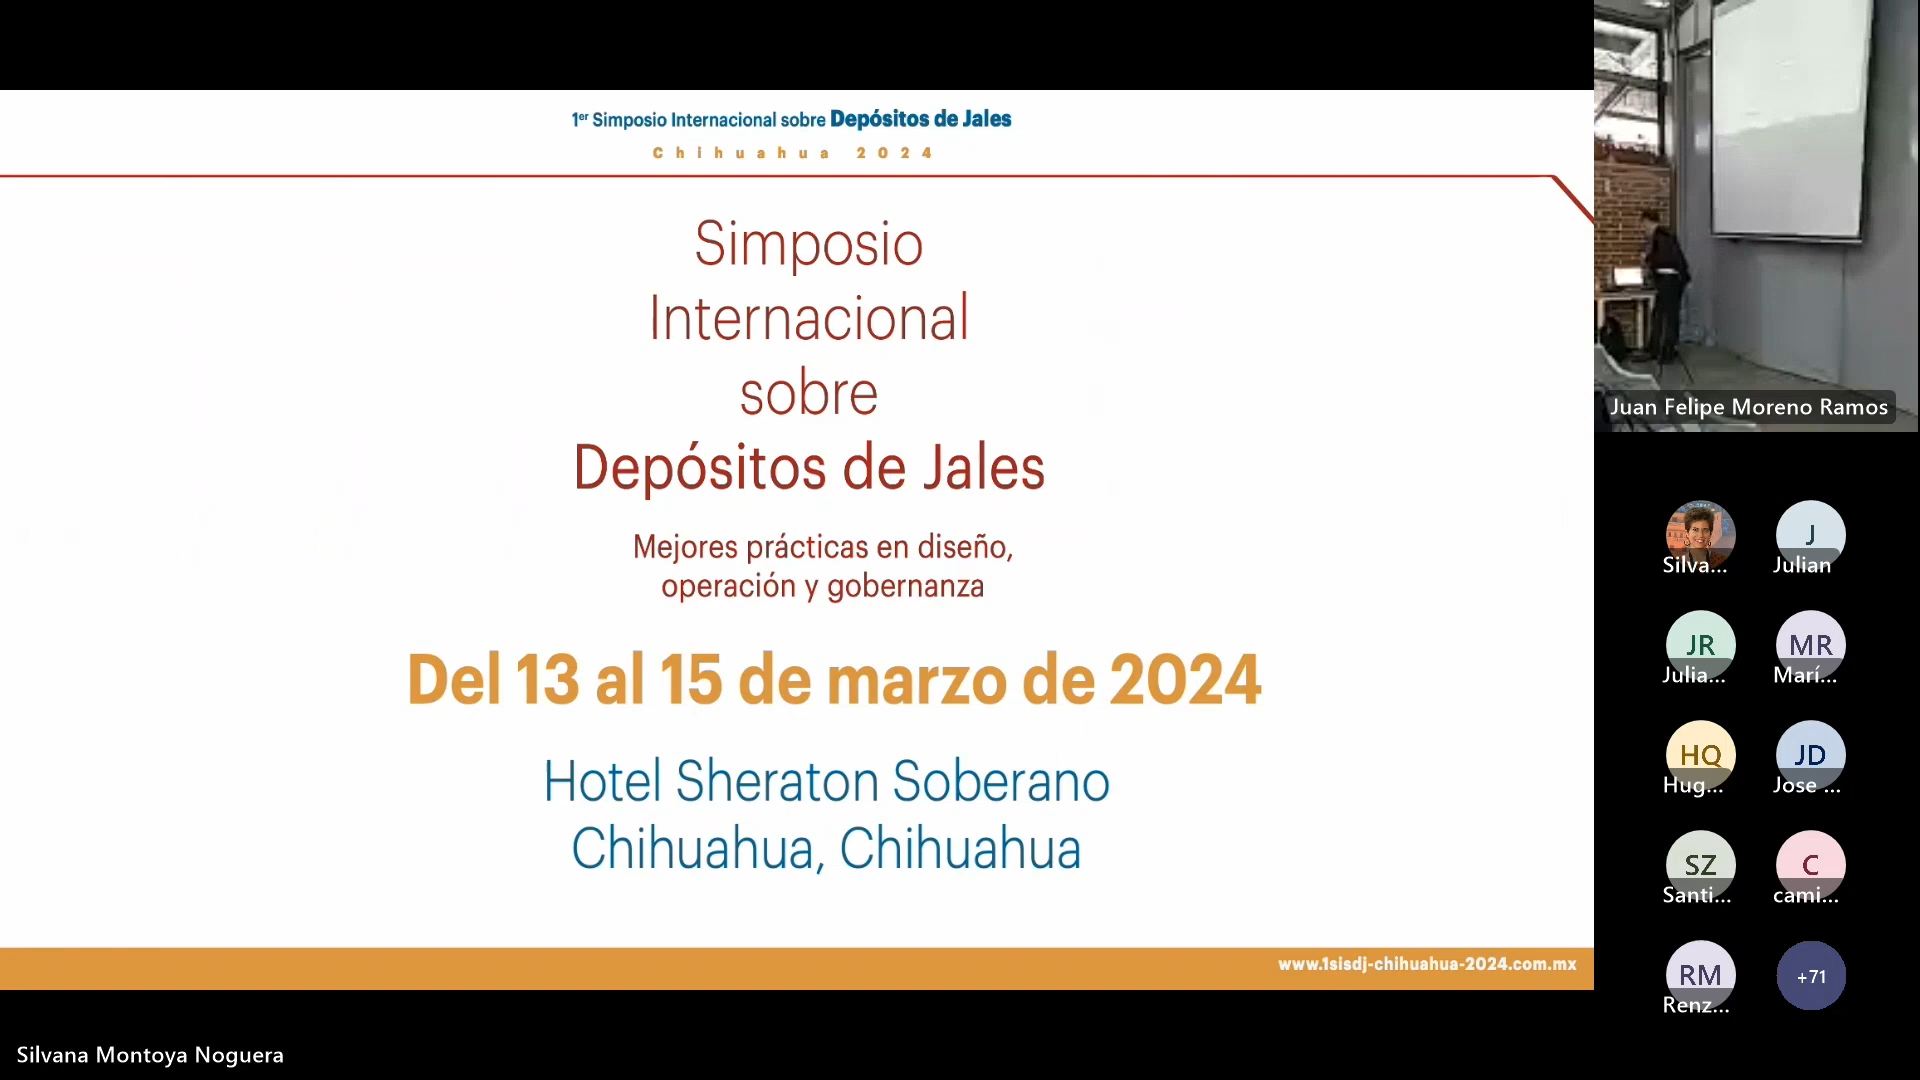 1er Simposio Internacional sobre Depósitos de Jales
Chihuahua 2024
Simposio
Internacional
sobre
Depósitos de Jales
Mejores prácticas en diseño,
operación y gobernanza
Del 13 al 15 de marzo de 2024
Hotel Sheraton Soberano
Chihuahua, Chihuahua
www.1sisdj-chihuahua-2024.com.mx
Silvana Montoya Noguera
Juan Felipe Moreno Ramos
Silva...
J
Julian
JR
Julia...
MR
Marí...
HQ
Hug...
JD
Jose ...
SZ
Santi...
C
cami...
RM
Renz...
+71